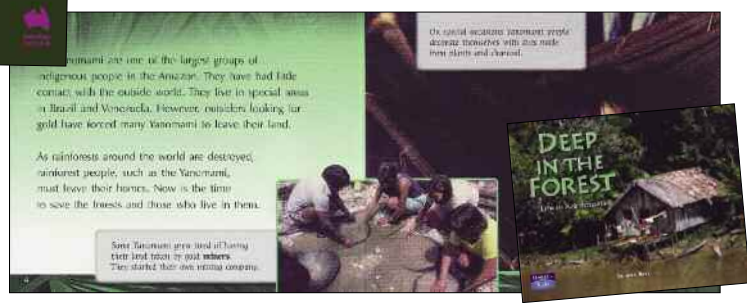 Yanomami are one of the largest groups of
indigenous people in the Amazon. They have had little
contact with the outside world. They live in special areas
in Brazil and Venezuela. However, outsiders looking for
gold have forced many Yanomami to leave their land.
As rainforests around the world are destroyed,
rainforest people, such as the Yanomami,
must leave their homes. Now is the time
to save the forests and those who live in them.
Some Yanomami grew tired of having
their land taken by gold miners.
They started their own mining company.
On special occasions Yanomami people
decorate themselves with dyes made
from plants and charcoal.
DEEP
IN THE
FOREST